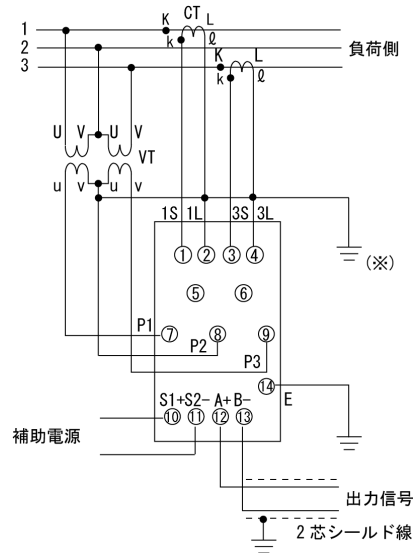 K CT L
1
k ℓ
2
K L
負荷側
3
k ℓ
U V U V
VT
u v u v
1S 1L 3S 3L
(※)
① ② ③ ④
⑤ ⑥
P1 ⑦ ⑧ ⑨
P2
P3
⑭ E
S1+ S2- A+ B-
⑩ ⑪ ⑫ ⑬
補助電源
出力信号
2芯シールド線